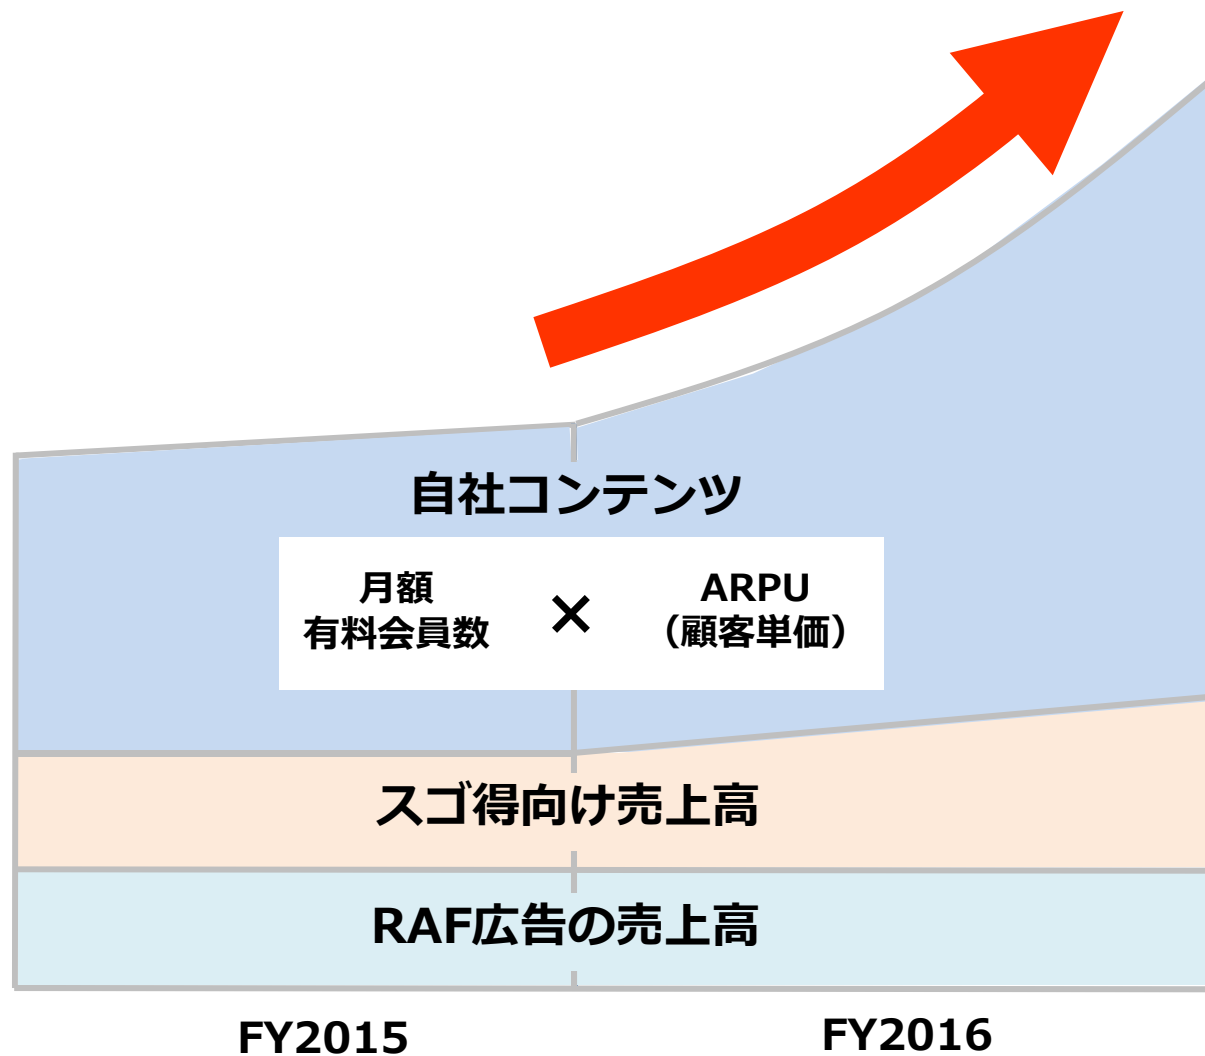 自社コンテンツ
月額
有料会員数
×
ARPU
（顧客単価）
スゴ得向け売上高
RAF広告の売上高
FY2015
FY2016